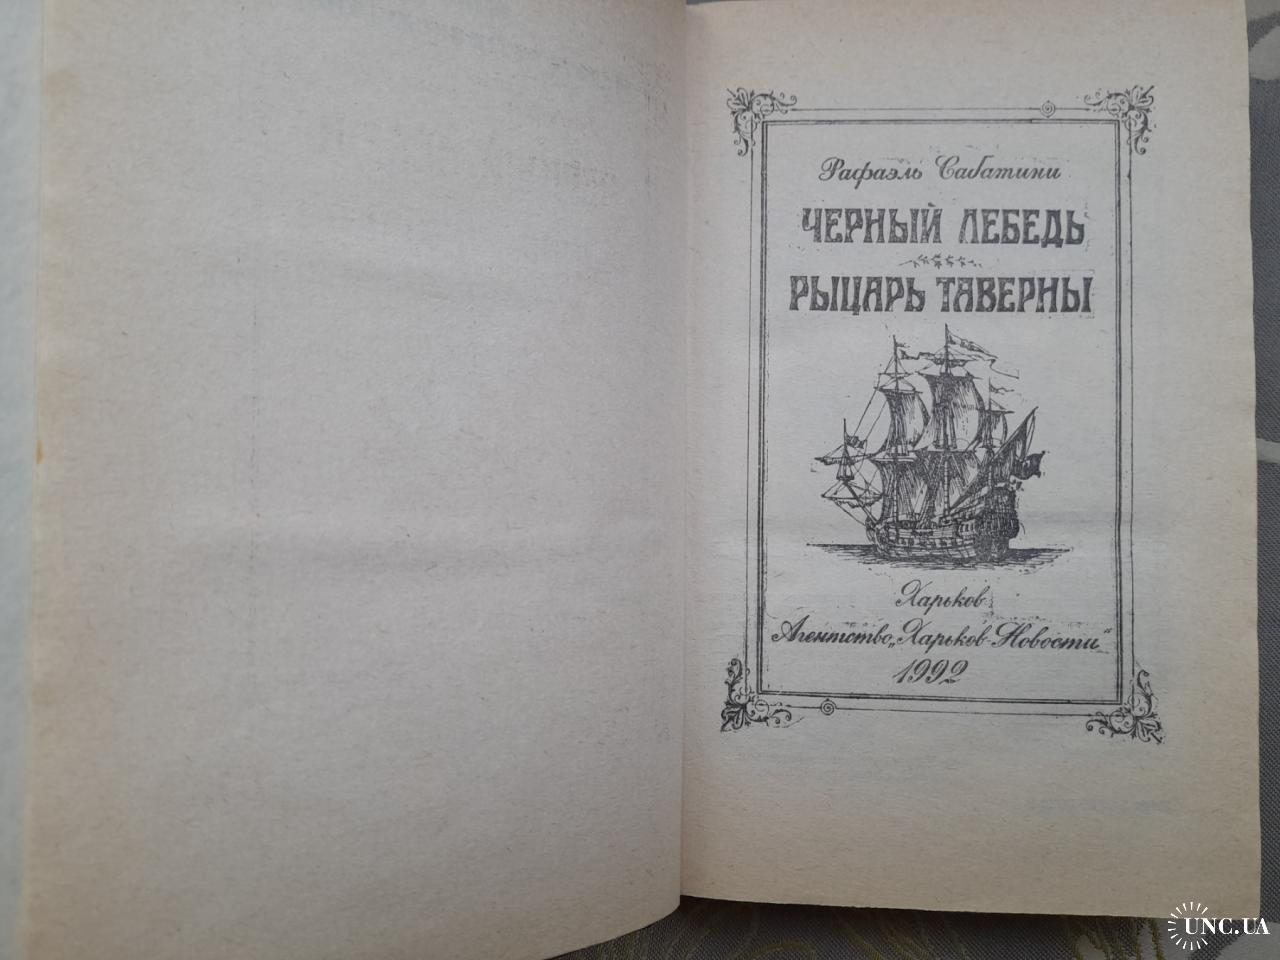 Рафаэль Сабатини
ЧЕРНЫЙ ЛЕБЕДЬ
РЫЦАРЬ ТАВЕРНЫ
Харьков
Агентство „Харьков-Новости“
1992
UNC.UA